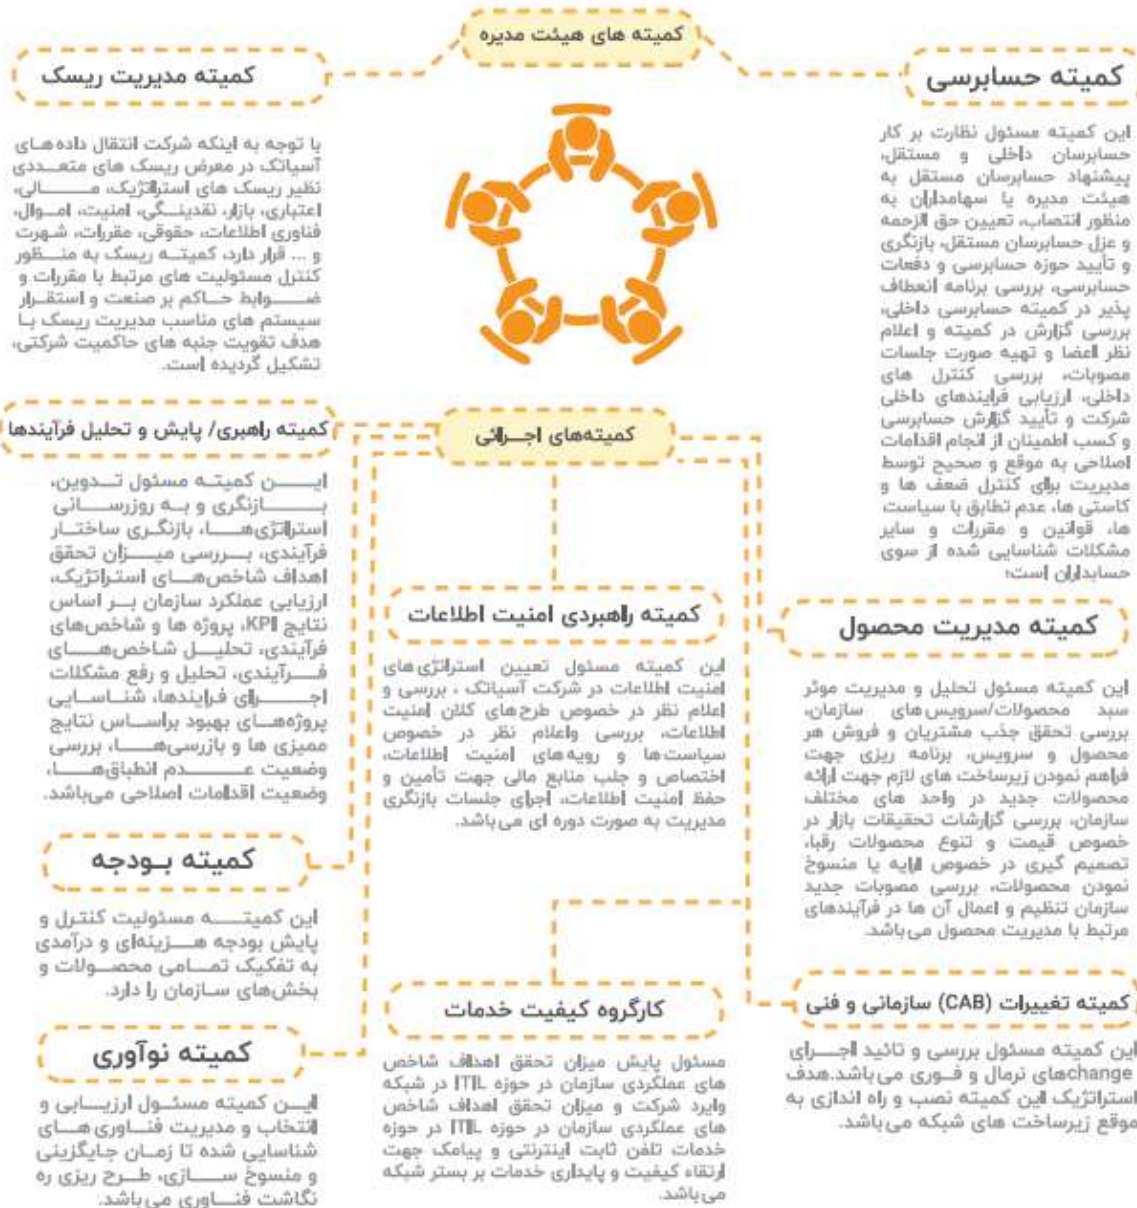 کمیته های هیئت مدیره
کمیته حسابرسی
این کمیته مسئول نظارت بر کار
حسابرسان داخلی و مستقل،
پیشنهاد حسابرسان مستقل به
هیئت مدیره یا سهامداران به
منظور انتصاب، تعیین حق الزحمه
و عزل حسابرسان مستقل، بازنگری
و تأیید حوزه حسابرسی و دفعات
حسابرسی، بررسی برنامه انعطاف
پذیر در کمیته حسابرسی داخلی،
بررسی گزارش در کمیته و اعلام
نظر اعضا و تهیه صورت جلسات
مصوبات، بررسی کنترل های
داخلی، ارزیابی فرایندهای داخلی
شرکت و تأیید گزارش حسابرسی
و کسب اطمینان از انجام اقدامات
اصلاحی به موقع و صحیح توسط
مدیریت برای کنترل ضعف ها و
کاستی ها، عدم تطابق با سیاست
ها، قوانین و مقررات و سایر
مشکلات شناسایی شده از سوی
حسابداران است؛
کمیته مدیریت ریسک
با توجه به اینکه شرکت انتقال داده‌های
آسیاتک در معرض ریسک های متعددی
نظیر ریسک های استراتژیک، مالی،
اعتباری، بازار، نقدینگی، امنیت، اموال،
فناوری اطلاعات، حقوقی، مقررات، شهرت
و ... قرار دارد، کمیته ریسک به منظور
کنترل مسئولیت های مرتبط با مقررات و
ضوابط حاکم بر صنعت و استقرار
سیستم های مناسب مدیریت ریسک با
هدف تقویت جنبه های حاکمیت شرکتی،
تشکیل گردیده است.
کمیته‌های اجرائی
کمیته مدیریت محصول
این کمیته مسئول تحلیل و مدیریت موثر
سبد محصولات/سرویس‌های سازمان،
بررسی تحقق جذب مشتریان و فروش هر
محصول و سرویس، برنامه ریزی جهت
فراهم نمودن زیرساخت های لازم جهت ارائه
محصولات جدید در واحد های مختلف
سازمان، بررسی گزارشات تحقیقات بازار در
خصوص قیمت و تنوع محصولات رقبا،
تصمیم گیری در خصوص ارایه یا منسوخ
نمودن محصولات، بررسی مصوبات جدید
سازمان تنظیم و اعمال آن ها در فرآیندهای
مرتبط با مدیریت محصول می‌باشد.
کمیته تغییرات (CAB) سازمانی و فنی
این کمیته مسئول بررسی و تائید اجرای
changeهای نرمال و فوری می‌باشد.هدف
استراتژیک این کمیته نصب و راه اندازی به
موقع زیرساخت های شبکه می‌باشد.
کمیته راهبردی امنیت اطلاعات
این کمیته مسئول تعیین استراتژی‌های
امنیت اطلاعات در شرکت آسیاتک ، بررسی و
اعلام نظر در خصوص طرح‌های کلان امنیت
اطلاعات، بررسی واعلام نظر در خصوص
سیاست‌ها و رویه‌های امنیت اطلاعات،
اختصاص و جلب منابع مالی جهت تأمین و
حفظ امنیت اطلاعات، اجرای جلسات بازنگری
مدیریت به صورت دوره ای می‌باشد.
کارگروه کیفیت خدمات
مسئول پایش میزان تحقق اهداف شاخص
های عملکردی سازمان در حوزه ITIL در شبکه
وایرد شرکت و میزان تحقق اهداف شاخص
های عملکردی سازمان در حوزه ITIL در حوزه
خدمات تلفن ثابت اینترنتی و پیامک جهت
ارتقاء کیفیت و پایداری خدمات بر بستر شبکه
می‌باشد.
کمیته راهبری/ پایش و تحلیل فرآیندها
این کمیته مسئول تدوین،
بازنگری و به روزرسانی
استراتژی‌ها، بازنگری ساختار
فرآیندی، بررسی میزان تحقق
اهداف شاخص‌های استراتژیک،
ارزیابی عملکرد سازمان بر اساس
نتایج KPI، پروژه ها و شاخص‌های
فرآیندی، تحلیل شاخص‌های
فرآیندی، تحلیل و رفع مشکلات
اجرای فرایندها، شناسایی
پروژه‌های بهبود براساس نتایج
ممیزی ها و بازرسی‌ها، بررسی
وضعیت عدم انطباق‌ها،
وضعیت اقدامات اصلاحی می‌باشد.
کمیته بودجه
این کمیته مسئولیت کنترل و
پایش بودجه هزینه‌ای و درآمدی
به تفکیک تمامی محصولات و
بخش‌های سازمان را دارد.
کمیته نوآوری
این کمیته مسئول ارزیابی و
انتخاب و مدیریت فناوری‌های
شناسایی شده تا زمان جایگزینی
و منسوخ سازی، طرح ریزی ره
نگاشت فناوری می‌باشد.